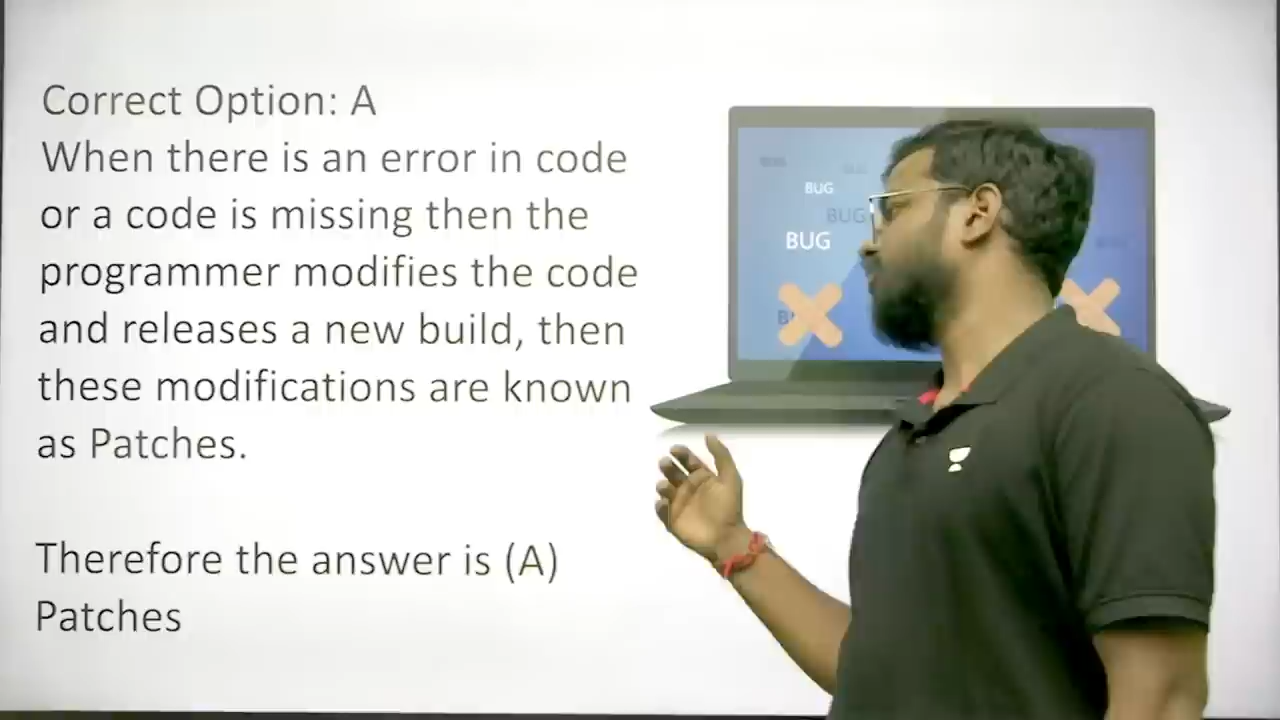 Correct Option: A
When there is an error in code
or a code is missing then the
programmer modifies the code
and releases a new build, then
these modifications are known
as Patches.
Therefore the answer is (A)
Patches
BUG
BUG
BUG